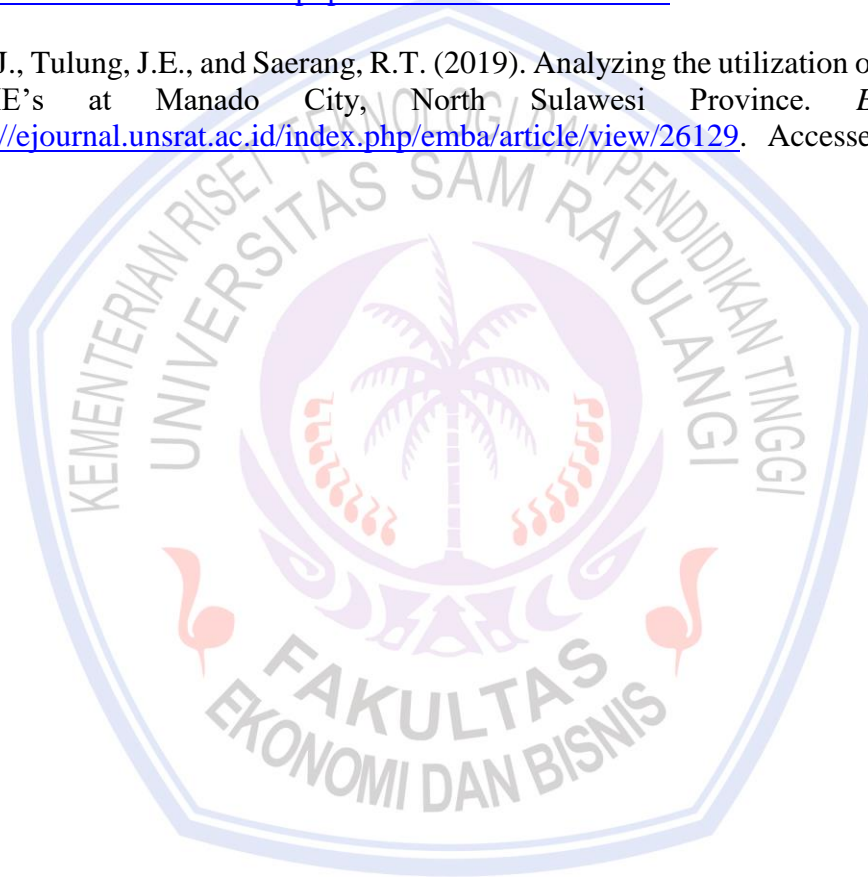 J., Tulung, J.E., and Saerang, R.T. (2019). Analyzing the utilization o
E's at Manado City, North Sulawesi Province.
//ejournal.unsrat.ac.id/index.php/emba/article/view/26129. Accesse
KEMENTERIAN RISET TEKNOLOGI DAN PENDIDIKAN TINGGI
UNIVERSITAS SAM RATULANGI
FAKULTAS
EKONOMI DAN BISNIS